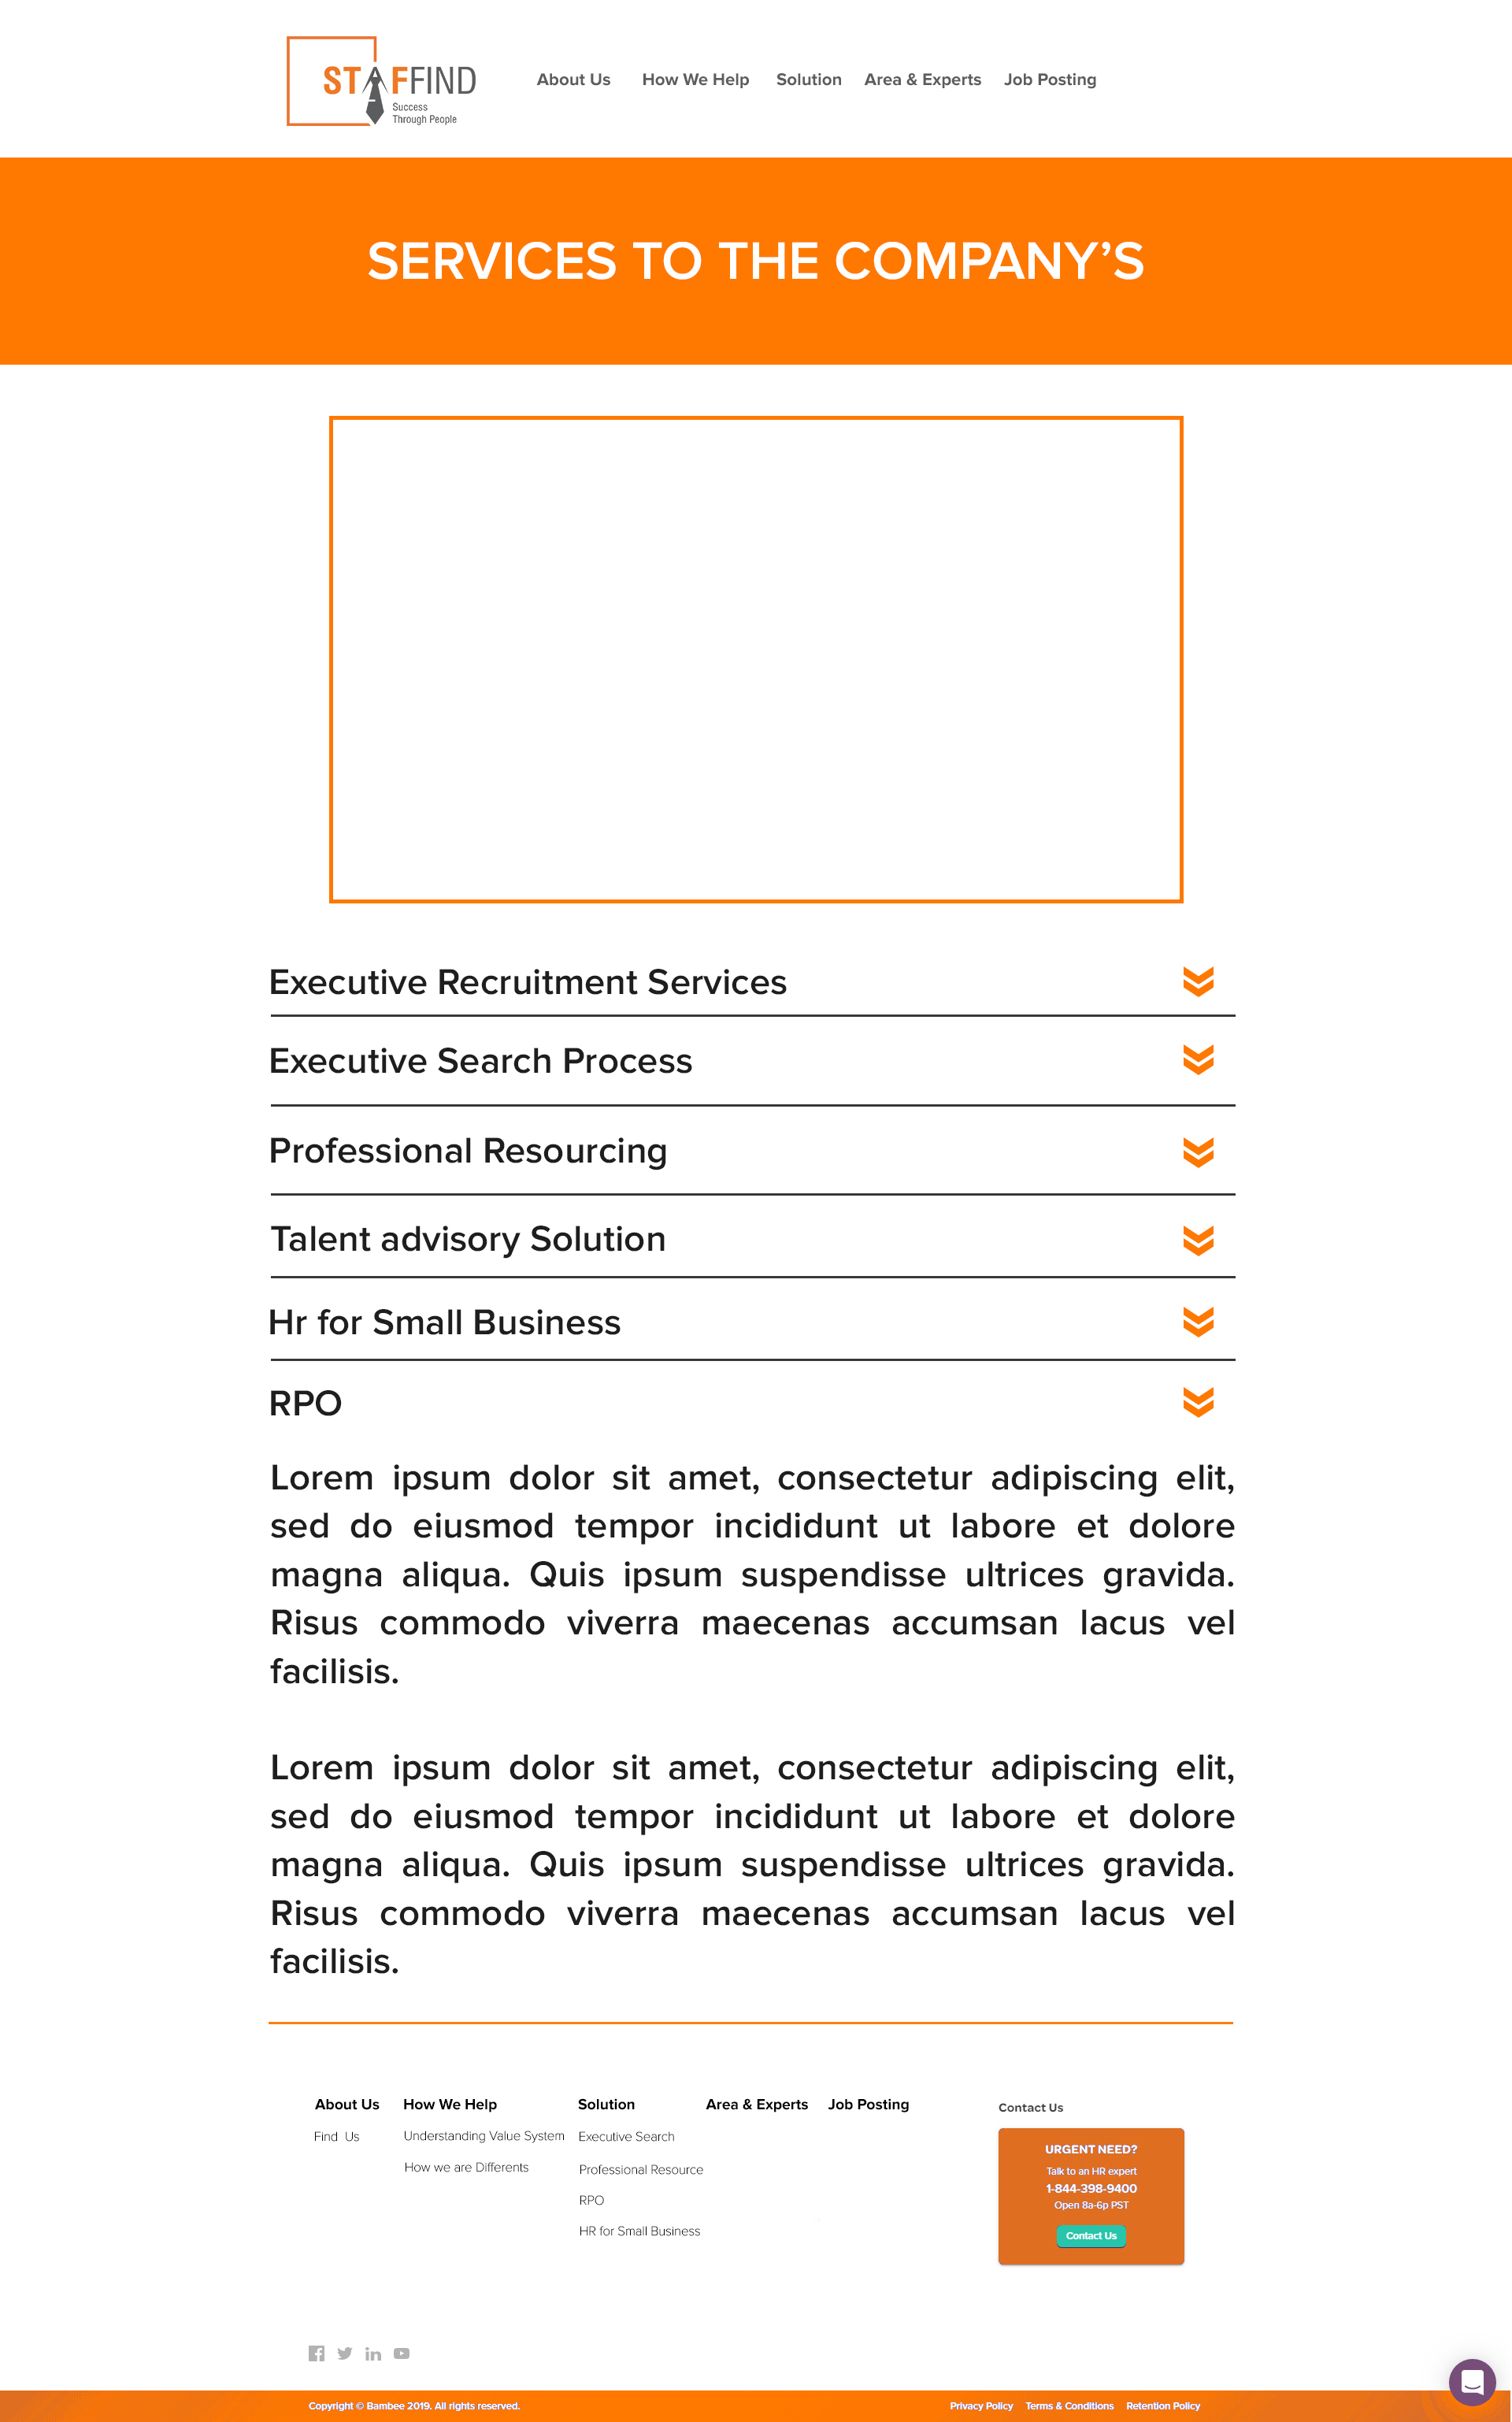 STAFFIND
Success
Through People
About Us How We Help Solution Area & Experts Job Posting
SERVICES TO THE COMPANY’S
Executive Recruitment Services
Executive Search Process
Professional Resourcing
Talent advisory Solution
Hr for Small Business
RPO
Lorem ipsum dolor sit amet, consectetur adipiscing elit,
sed do eiusmod tempor incididunt ut labore et dolore
magna aliqua. Quis ipsum suspendisse ultrices gravida.
Risus commodo viverra maecenas accumsan lacus vel
facilisis.
Lorem ipsum dolor sit amet, consectetur adipiscing elit,
sed do eiusmod tempor incididunt ut labore et dolore
magna aliqua. Quis ipsum suspendisse ultrices gravida.
Risus commodo viverra maecenas accumsan lacus vel
facilisis.
About Us
Find Us
How We Help
Understanding Value System
How we are Differents
Solution
Executive Search
Professional Resource
RPO
HR for Small Business
Area & Experts
Job Posting
Contact Us
URGENT NEED?
Talk to an HR expert
1-844-398-9400
Open 8a-6p PST
Contact Us
Copyright © Bambee 2019. All rights reserved.
Privacy Policy Terms & Conditions Retention Policy